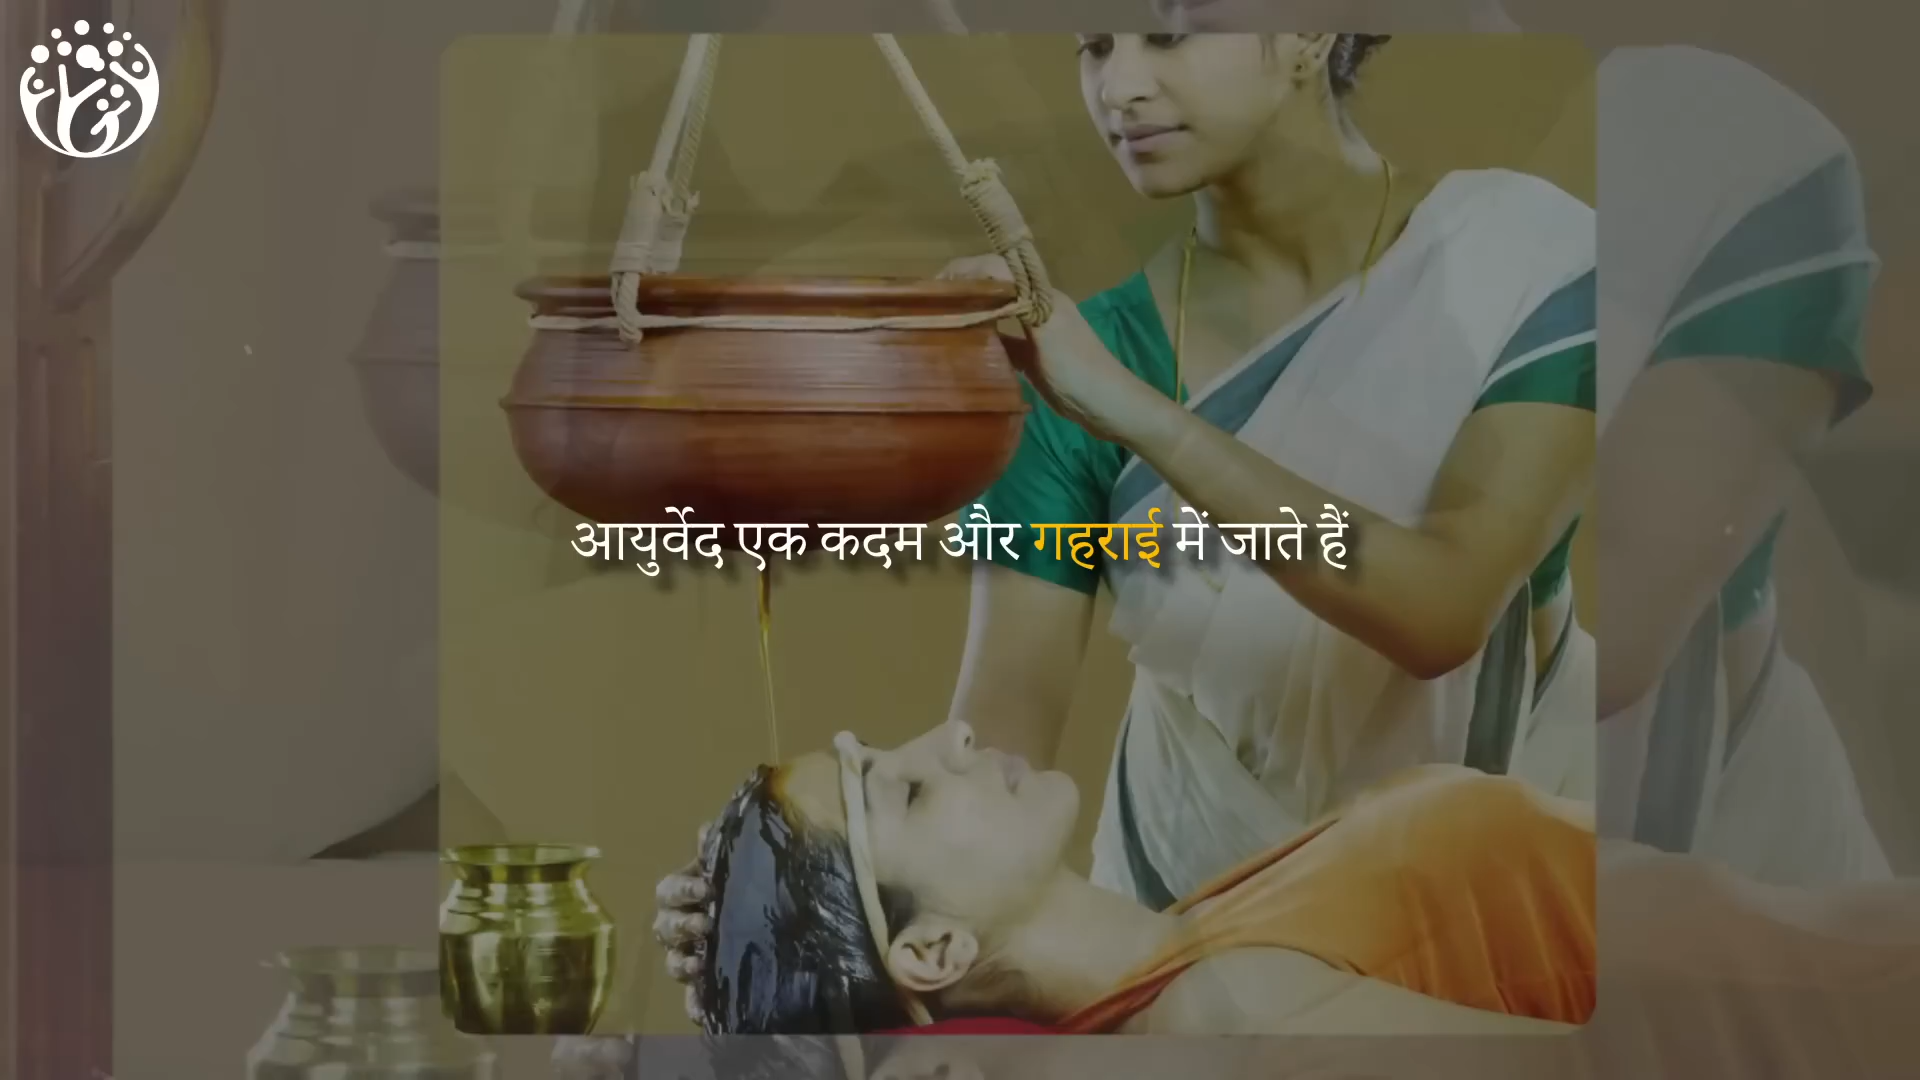 आयुर्वेद एक कदम और गहराई में जाते हैं